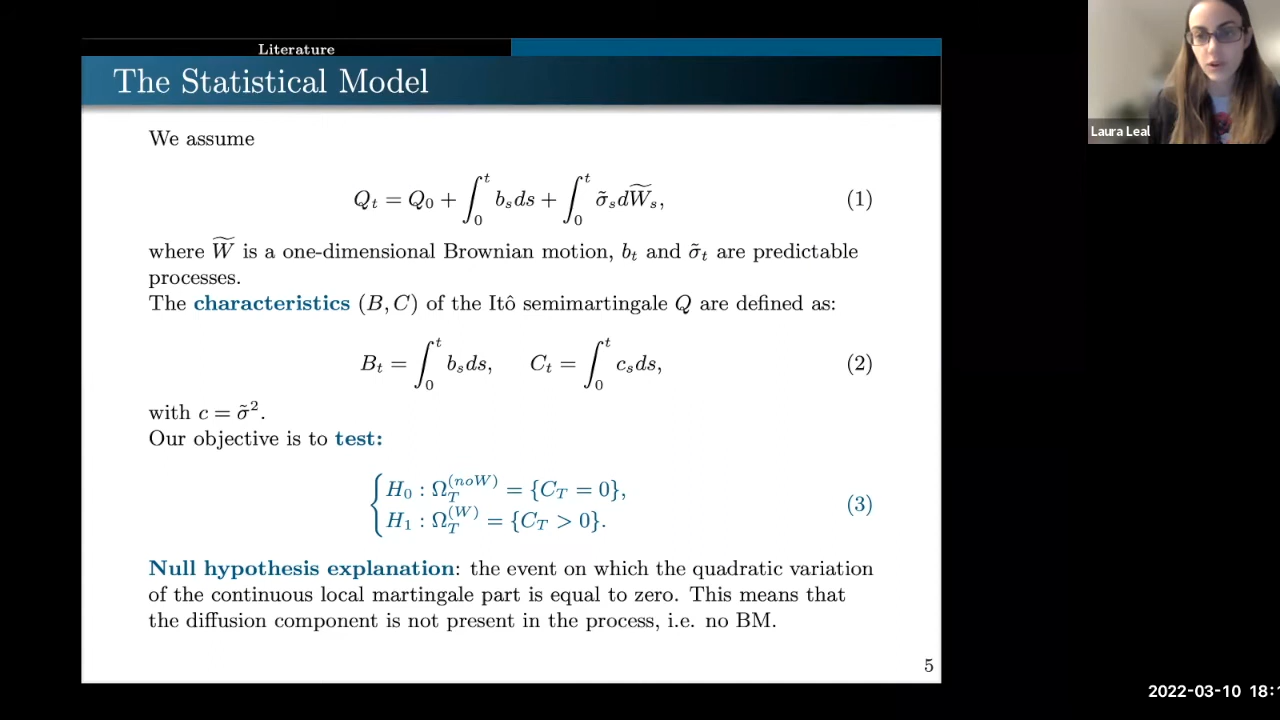 Literature
The Statistical Model
We assume
Q_t = Q_0 + ∫_0^t b_s ds + ∫_0^t σ̃_s dW̃_s, (1)
where W̃ is a one-dimensional Brownian motion, b_t and σ̃_t are predictable
processes.
The characteristics (B, C) of the Itô semimartingale Q are defined as:
B_t = ∫_0^t b_s ds, C_t = ∫_0^t c_s ds, (2)
with c = σ̃².
Our objective is to test:
H_0 : Ω_T^{(noW)} = {C_T = 0},
H_1 : Ω_T^{(W)} = {C_T > 0}.
(3)
Null hypothesis explanation: the event on which the quadratic variation
of the continuous local martingale part is equal to zero. This means that
the diffusion component is not present in the process, i.e. no BM.
5
Laura Leal
2022-03-10 18: